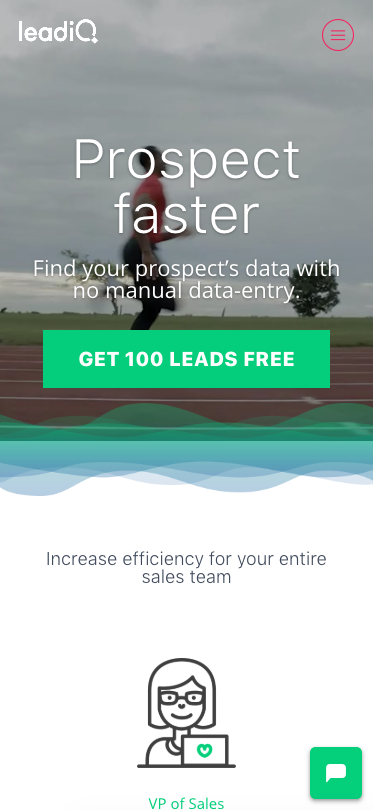 leadiQ
Prospect
faster
Find your prospect's data with
no manual data-entry.
GET 100 LEADS FREE
Increase efficiency for your entire
sales team
VP of Sales